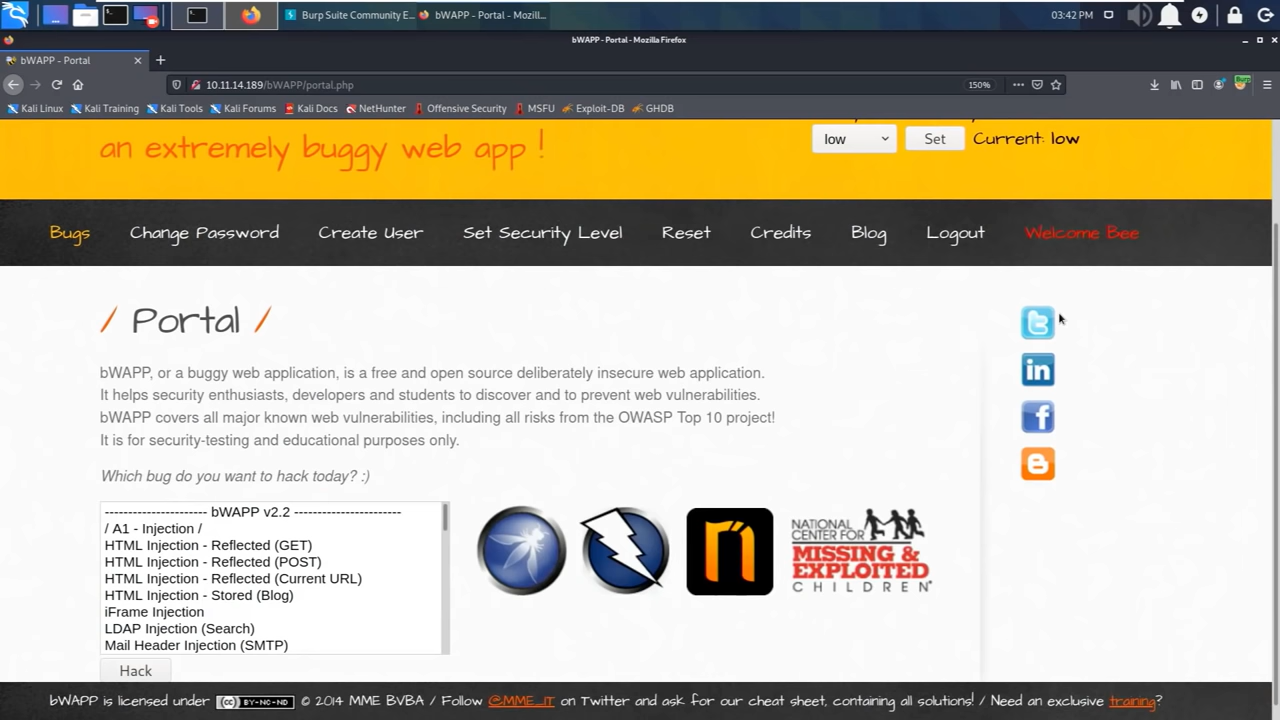 Burp Suite Community E...
bWAPP - Portal - Mozill...
03:42 PM
bWAPP - Portal - Mozilla Firefox
bWAPP - Portal
10.11.14.189/bWAPP/portal.php
150%
Burp
Kali Linux
Kali Training
Kali Tools
Kali Forums
Kali Docs
NetHunter
Offensive Security
MSFU
Exploit-DB
GHDB
an extremely buggy web app !
low
Set
Current: low
Bugs
Change Password
Create User
Set Security Level
Reset
Credits
Blog
Logout
Welcome Bee
/ Portal /
bWAPP, or a buggy web application, is a free and open source deliberately insecure web application.
It helps security enthusiasts, developers and students to discover and to prevent web vulnerabilities.
bWAPP covers all major known web vulnerabilities, including all risks from the OWASP Top 10 project!
It is for security-testing and educational purposes only.
Which bug do you want to hack today? :)
---------------------- bWAPP v2.2 -----------------------
/ A1 - Injection /
HTML Injection - Reflected (GET)
HTML Injection - Reflected (POST)
HTML Injection - Reflected (Current URL)
HTML Injection - Stored (Blog)
iFrame Injection
LDAP Injection (Search)
Mail Header Injection (SMTP)
NATIONAL
CENTER FOR
MISSING &
EXPLOITED
CHILDREN
Hack
bWAPP is licensed under (cc) BY-NC-ND © 2014 MME BVBA / Follow @MME_IT on Twitter and ask for our cheat sheet, containing all solutions! / Need an exclusive training?